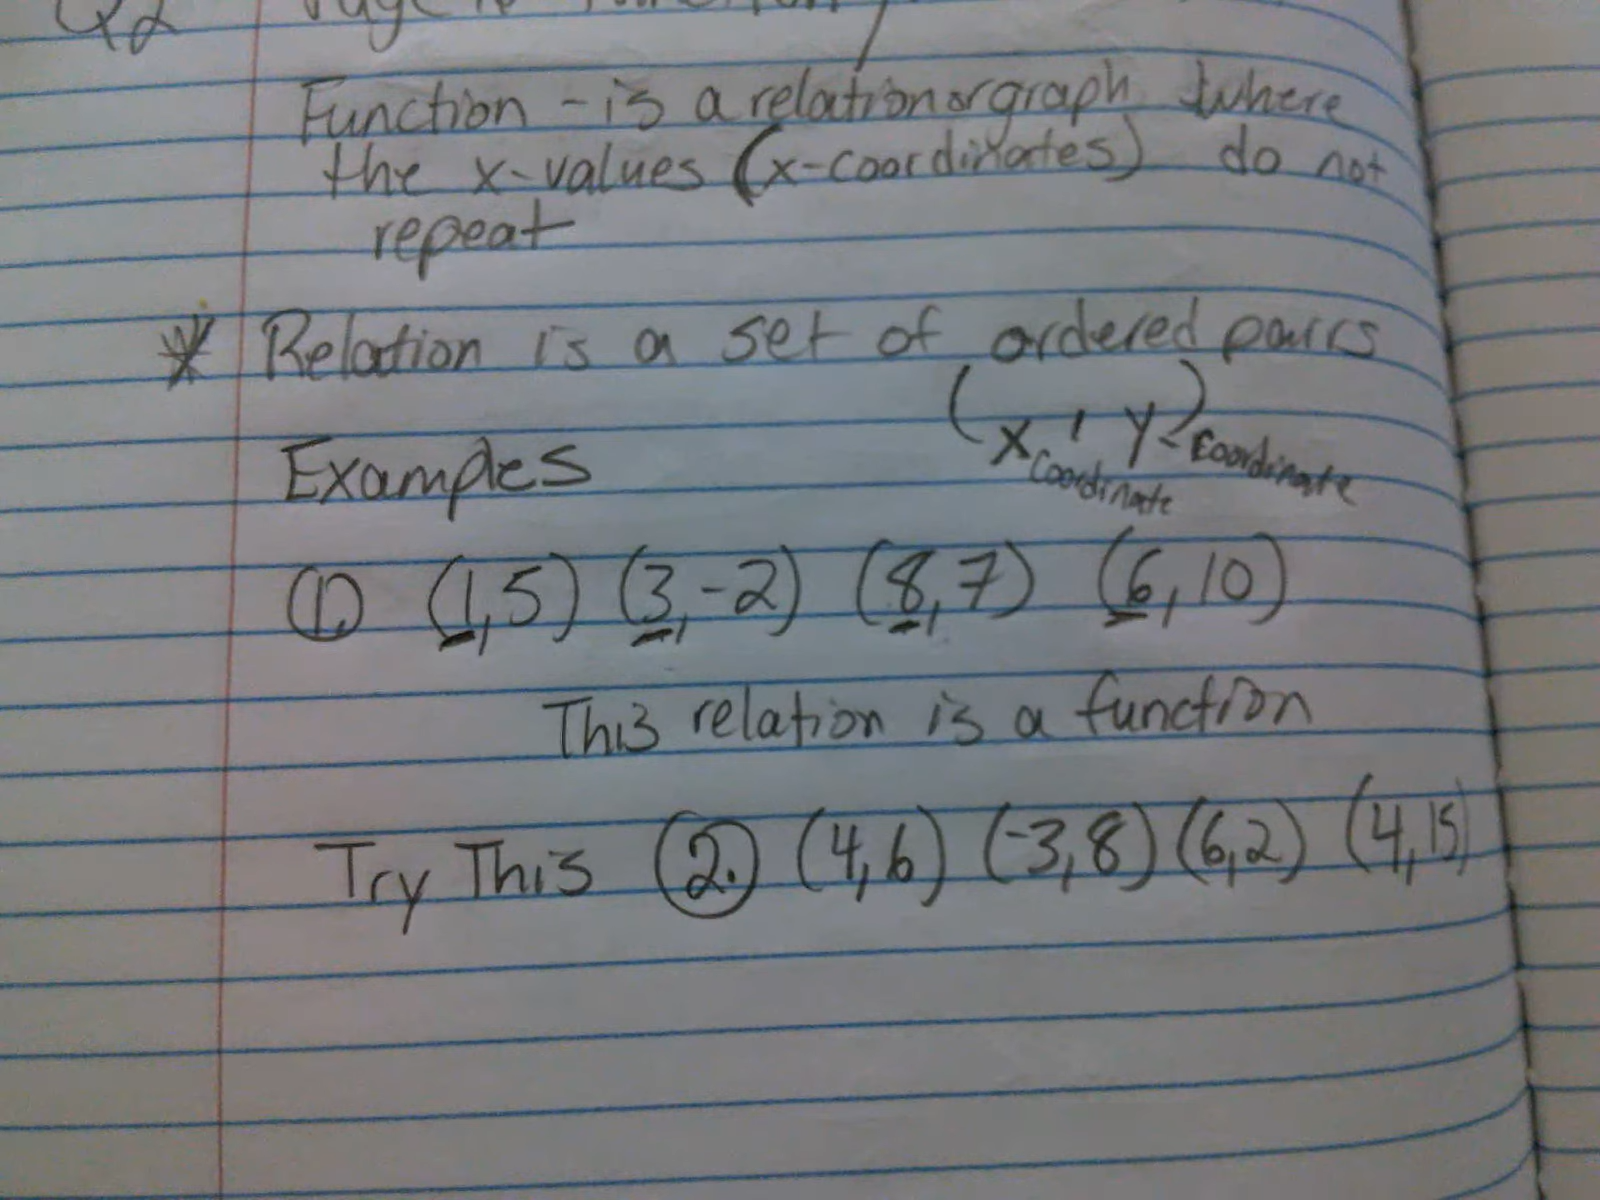 Q2
Function - is a relation or graph where
the x-values (x-coordinates) do not
repeat
* Relation is a set of ordered pairs
(x, y)
coordinate -coordinate
Examples
1. (1,5) (3,-2) (8,7) (6,10)
This relation is a function
Try This 2. (4,6) (-3,8) (6,2) (4,15)